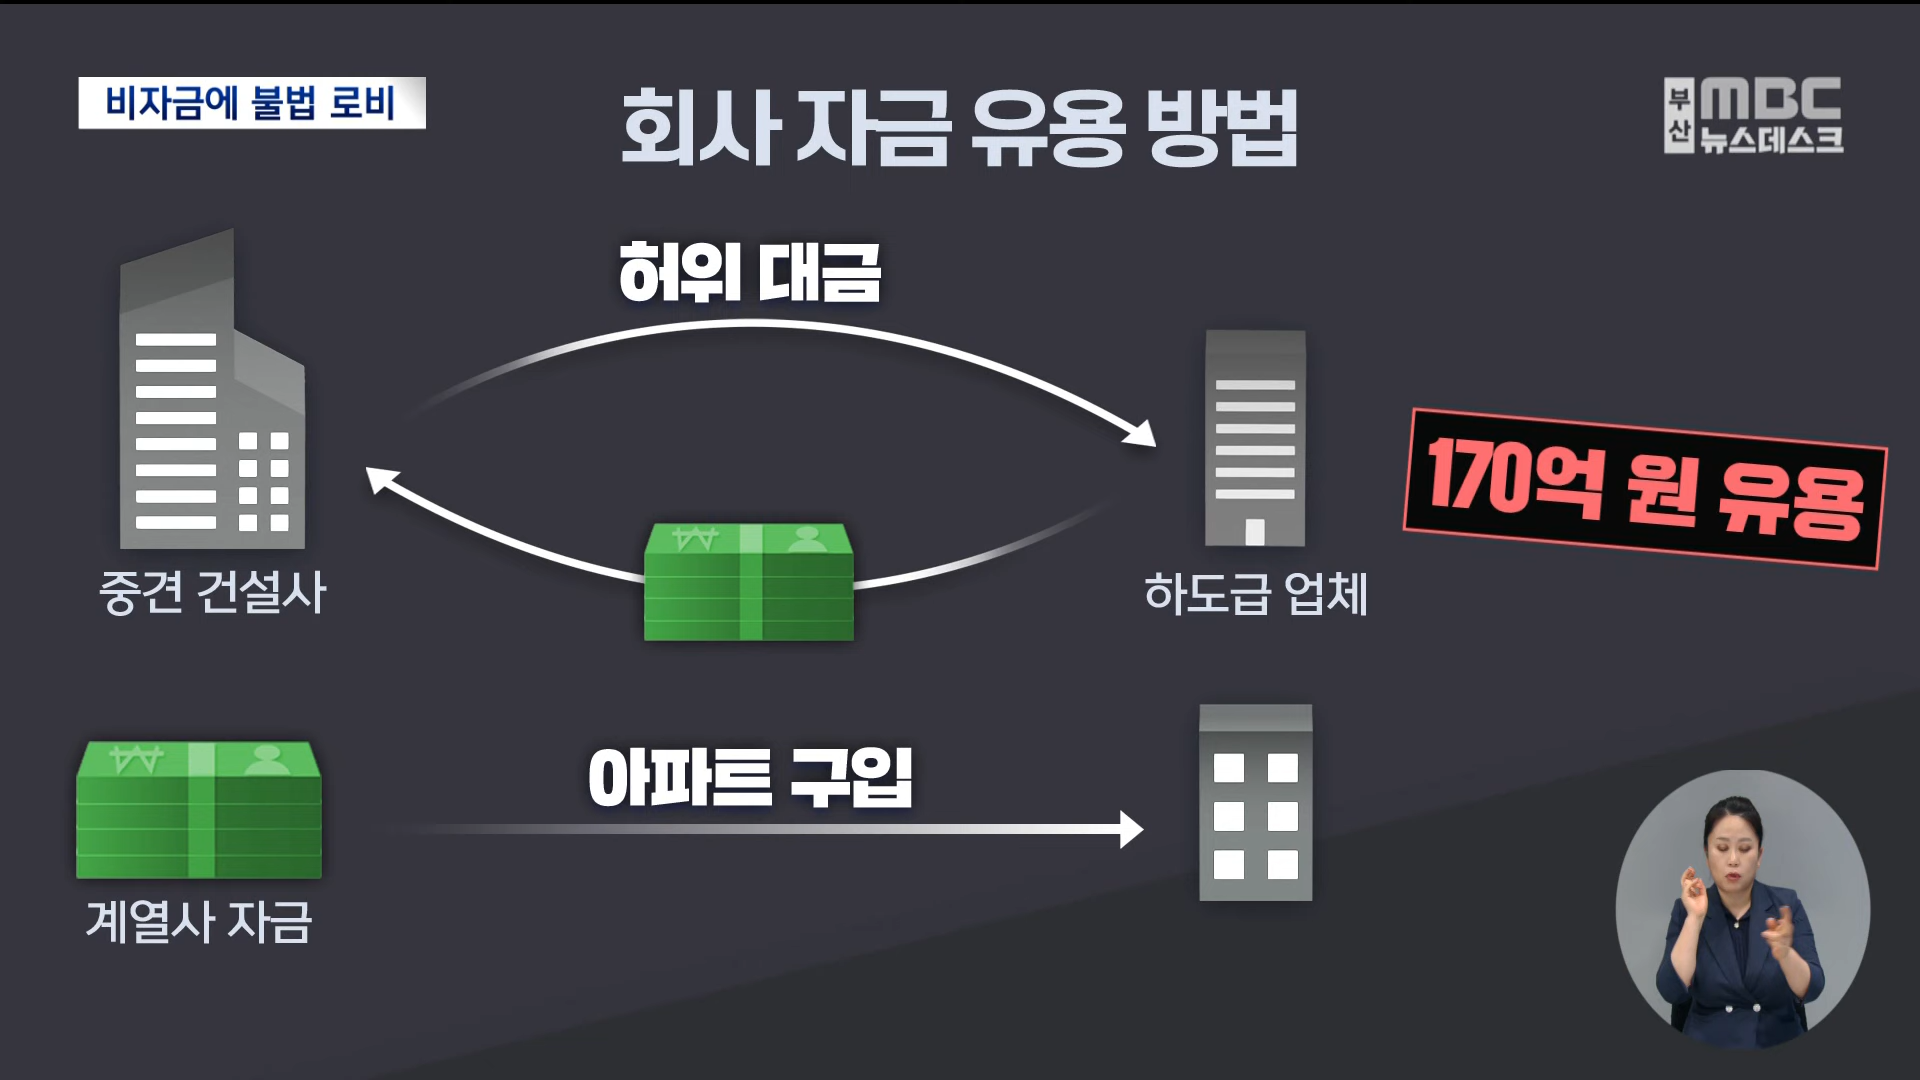 비자금에 불법 로비
회사 자금 유용 방법
부산
MBC
뉴스데스크
허위 대금
170억 원 유용
중견 건설사
하도급 업체
아파트 구입
계열사 자금